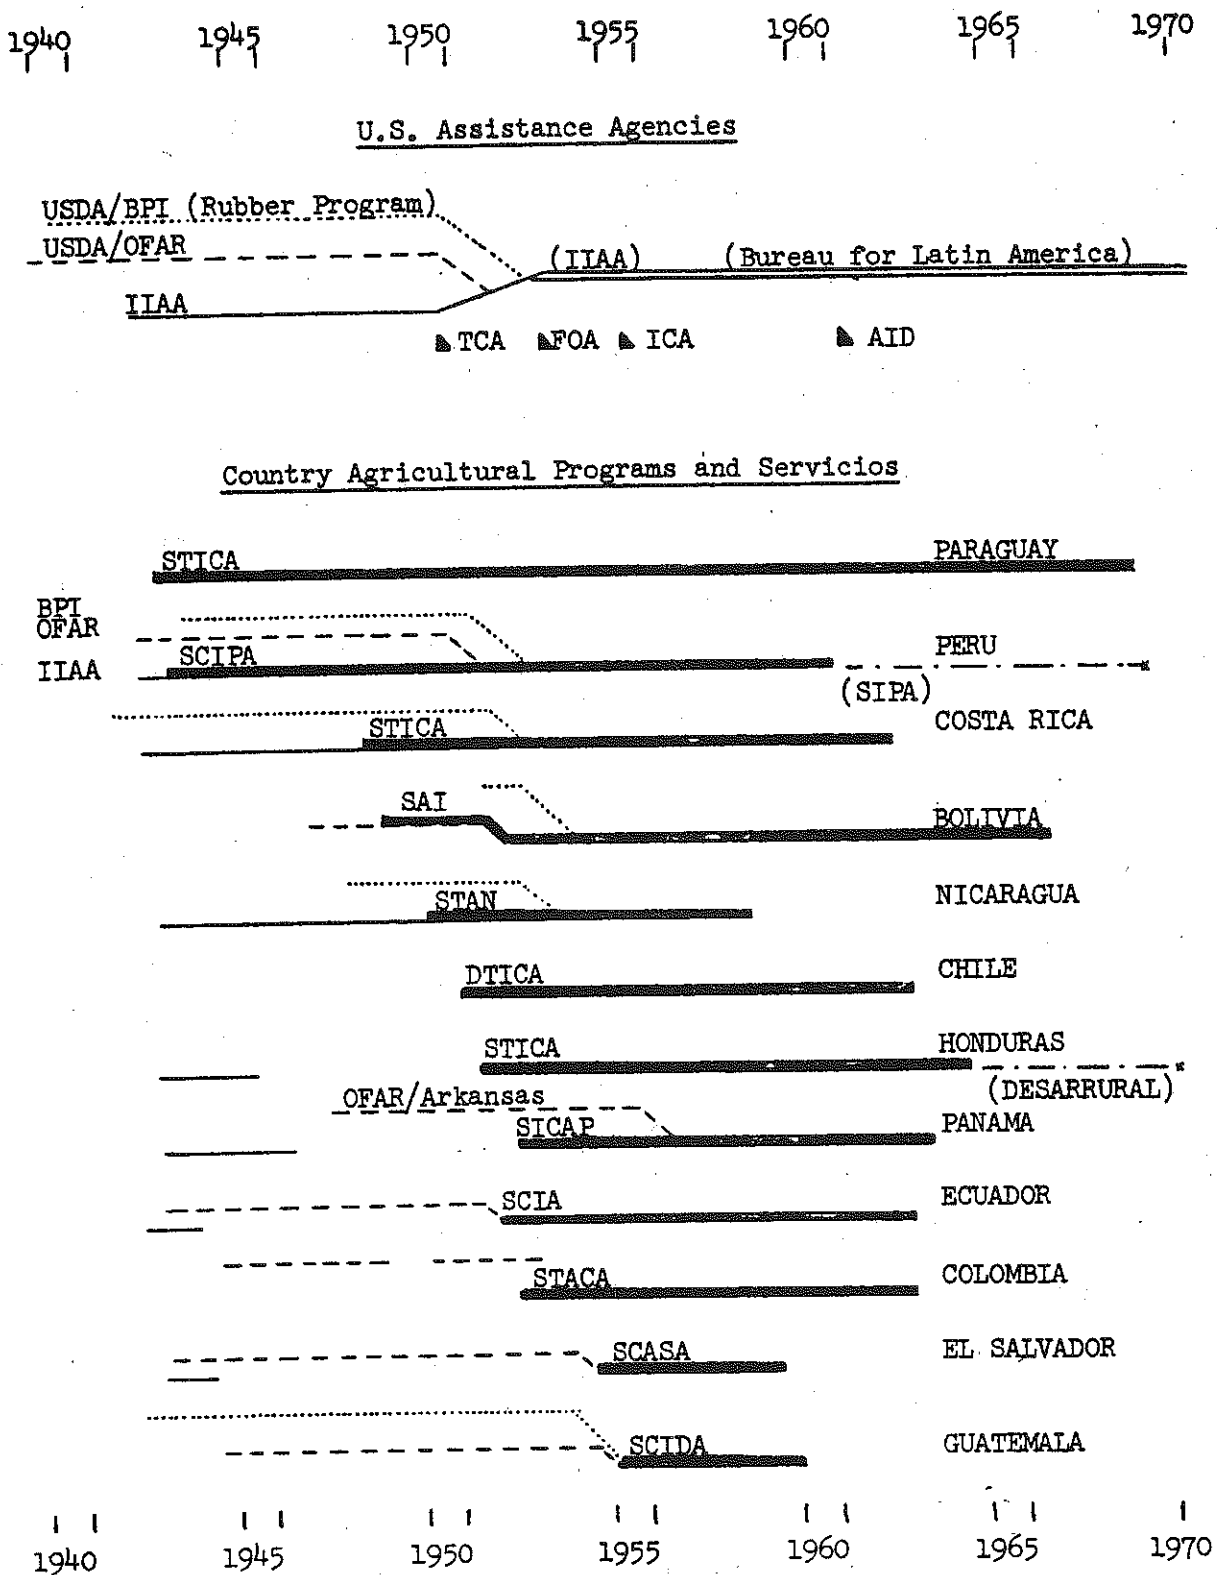 1940 1945 1950 1955 1960 1965 1970
U.S. Assistance Agencies
USDA/BPI (Rubber Program)
USDA/OFAR
(IIAA) (Bureau for Latin America)
IIAA
TCA FOA ICA AID
Country Agricultural Programs and Servicios
STICA PARAGUAY
BPI
OFAR
IIAA SCIPA PERU
(SIPA)
STICA COSTA RICA
SAI BOLIVIA
STAN NICARAGUA
DTICA CHILE
STICA HONDURAS
(DESARRURAL)
OFAR/Arkansas
SICAP PANAMA
SCIA ECUADOR
STACA COLOMBIA
SCASA EL SALVADOR
SCIDA GUATEMALA
1940 1945 1950 1955 1960 1965 1970